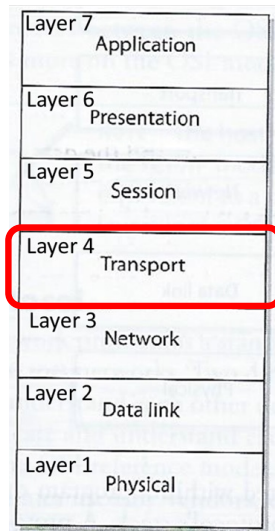 Layer 7
Application
Layer 6
Presentation
Layer 5
Session
Layer 4
Transport
Layer 3
Network
Layer 2
Data link
Layer 1
Physical